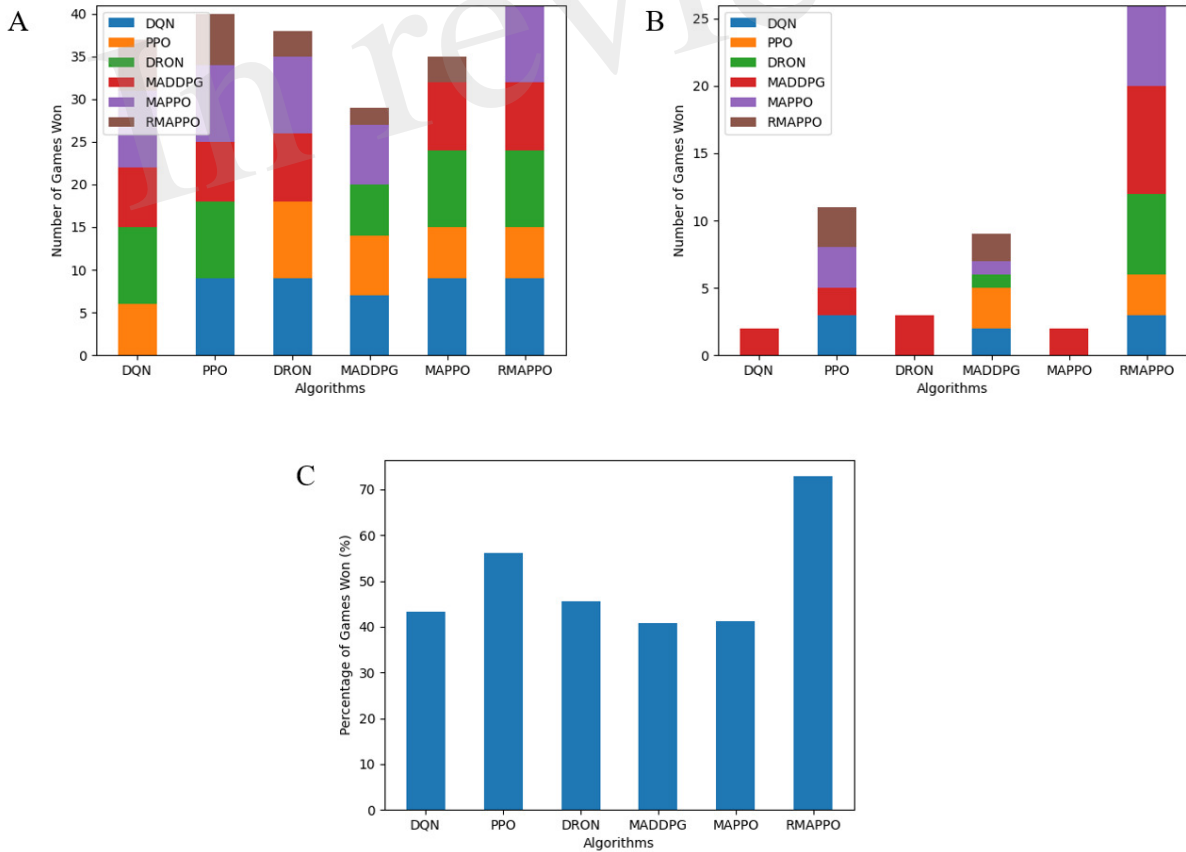 A
40
35
30
25
20
15
10
5
0
Number of Games Won
DQN
PPO
DRON
MADDPG
MAPPO
RMAPPO
DQN PPO DRON MADDPG MAPPO RMAPPO
Algorithms
B
25
20
15
10
5
0
Number of Games Won
DQN
PPO
DRON
MADDPG
MAPPO
RMAPPO
DQN PPO DRON MADDPG MAPPO RMAPPO
Algorithms
In review
C
70
60
50
40
30
20
10
0
Percentage of Games Won (%)
DQN PPO DRON MADDPG MAPPO RMAPPO
Algorithms